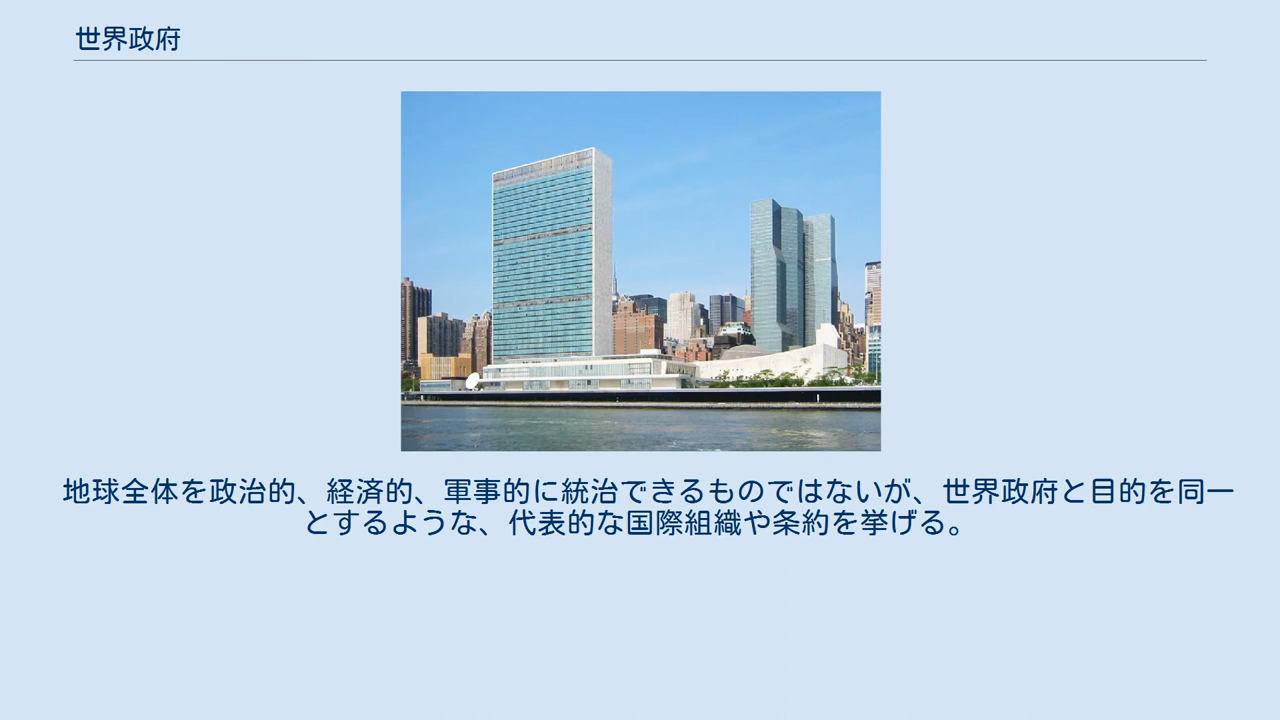 世界政府
地球全体を政治的、経済的、軍事的に統治できるものではないが、世界政府と目的を同一
とするような、代表的な国際組織や条約を挙げる。